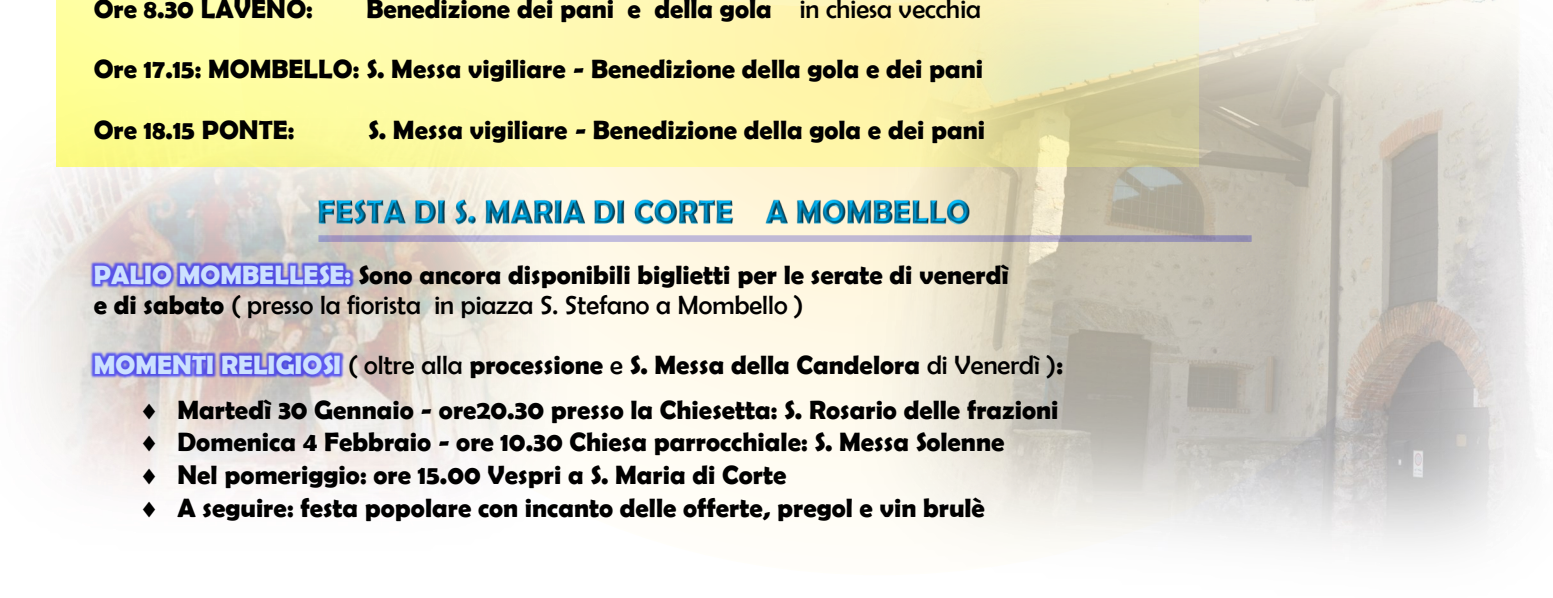 Ore 8.30 LAVENO: Benedizione dei pani e della gola in chiesa vecchia
Ore 17.15: MOMBELLO: S. Messa vigiliare - Benedizione della gola e dei pani
Ore 18.15 PONTE: S. Messa vigiliare - Benedizione della gola e dei pani
FESTA DI S. MARIA DI CORTE A MOMBELLO
PALIO MOMBELLESE: Sono ancora disponibili biglietti per le serate di venerdì
e di sabato ( presso la fiorista in piazza S. Stefano a Mombello )
MOMENTI RELIGIOSI ( oltre alla processione e S. Messa della Candelora di Venerdì ):
♦ Martedì 30 Gennaio - ore20.30 presso la Chiesetta: S. Rosario delle frazioni
♦ Domenica 4 Febbraio - ore 10.30 Chiesa parrocchiale: S. Messa Solenne
♦ Nel pomeriggio: ore 15.00 Vespri a S. Maria di Corte
♦ A seguire: festa popolare con incanto delle offerte, pregol e vin brulè